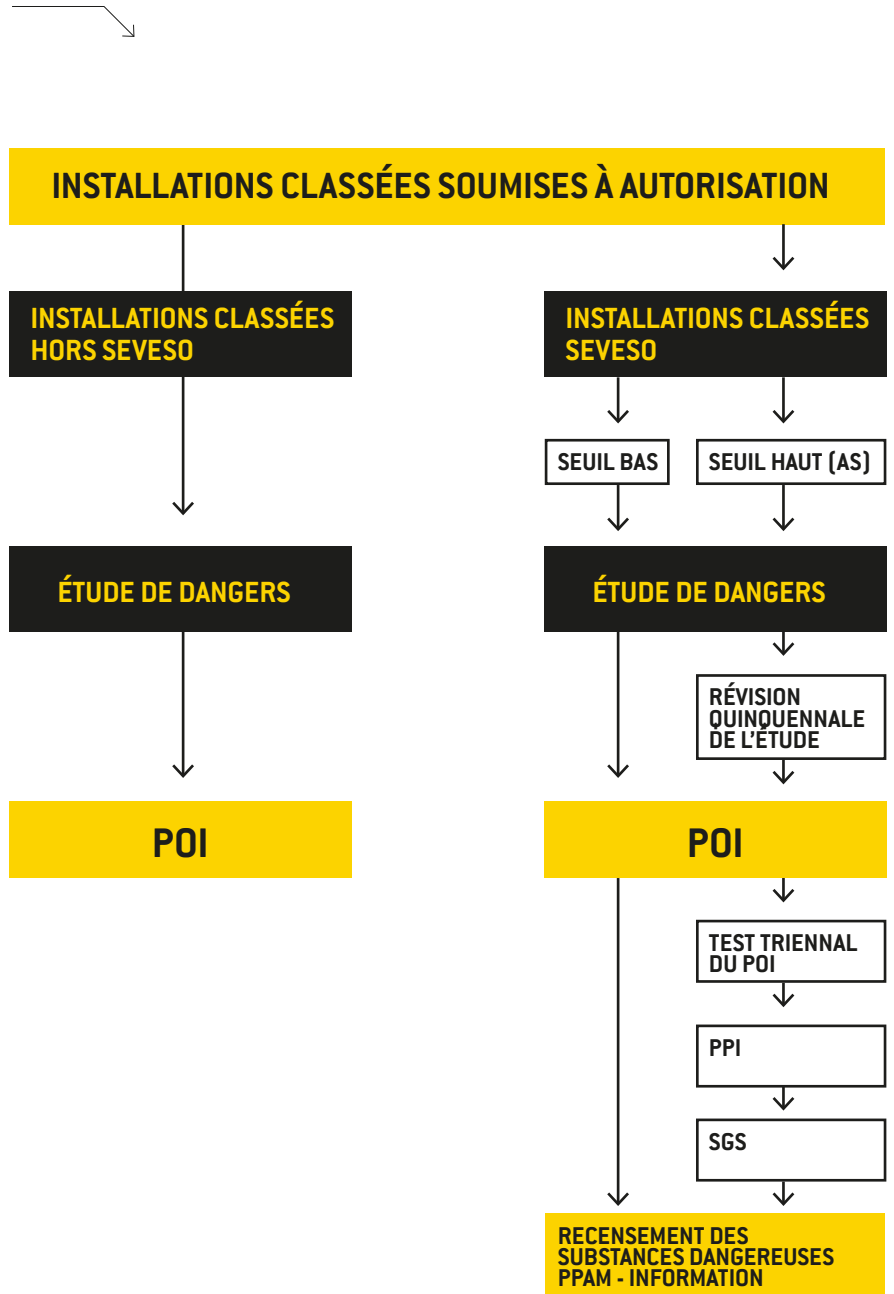 INSTALLATIONS CLASSÉES SOUMISES À AUTORISATION
INSTALLATIONS CLASSÉES
HORS SEVESO
INSTALLATIONS CLASSÉES
SEVESO
SEUIL BAS
SEUIL HAUT (AS)
ÉTUDE DE DANGERS
ÉTUDE DE DANGERS
RÉVISION
QUINQUENNALE
DE L'ÉTUDE
POI
POI
TEST TRIENNAL
DU POI
PPI
SGS
RECENSEMENT DES
SUBSTANCES DANGEREUSES
PPAM - INFORMATION